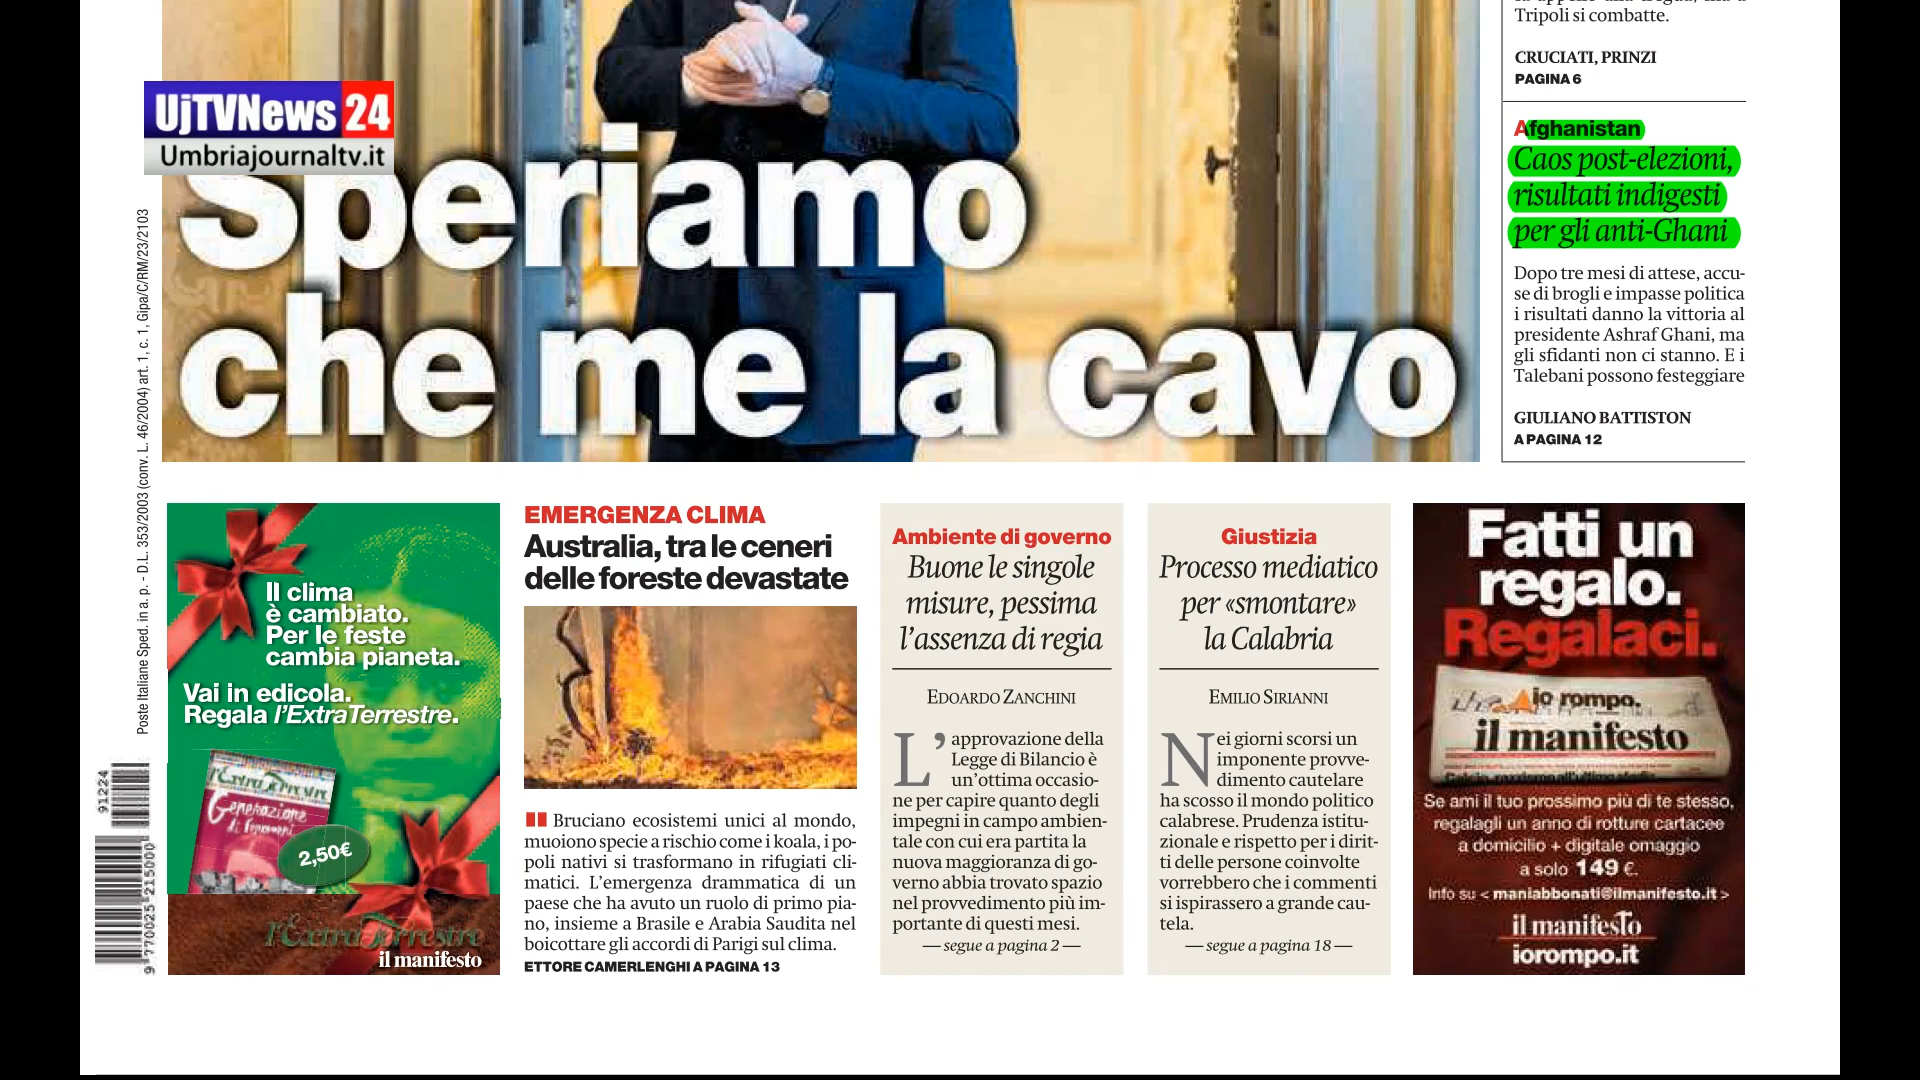 Tripoli si combatte.
CRUCIATI, PRINZI
PAGINA 6
UjTVNews 24
Umbriajournaltv.it
Speriamo
che me la cavo
Afghanistan
Caos post-elezioni,
risultati indigesti
per gli anti-Ghani
Dopo tre mesi di attese, accu-
se di brogli e impasse politica
i risultati danno la vittoria al
presidente Ashraf Ghani, ma
gli sfidanti non ci stanno. E i
Talebani possono festeggiare
GIULIANO BATTISTON
A PAGINA 12
Poste Italiane Sped. in a. p. - D.L. 353/2003 (conv. L. 46/2004) art. 1, c. 1, Gipa/C/RM/23/2103
91224
9 770025 215000
Il clima
è cambiato.
Per le feste
cambia pianeta.
Vai in edicola.
Regala l'ExtraTerrestre.
l'ExtraTerrestre
Generazione
2,50€
l'ExtraTerrestre
il manifesto
EMERGENZA CLIMA
Australia, tra le ceneri
delle foreste devastate
Bruciano ecosistemi unici al mondo,
muoiono specie a rischio come i koala, i po-
poli nativi si trasformano in rifugiati cli-
matici. L'emergenza drammatica di un
paese che ha avuto un ruolo di primo pia-
no, insieme a Brasile e Arabia Saudita nel
boicottare gli accordi di Parigi sul clima.
ETTORE CAMERLENGHI A PAGINA 13
Ambiente di governo
Buone le singole
misure, pessima
l'assenza di regia
EDOARDO ZANCHINI
L'approvazione della
Legge di Bilancio è
un'ottima occasio-
ne per capire quanto degli
impegni in campo ambien-
tale con cui era partita la
nuova maggioranza di go-
verno abbia trovato spazio
nel provvedimento più im-
portante di questi mesi.
— segue a pagina 2 —
Giustizia
Processo mediatico
per «smontare»
la Calabria
EMILIO SIRIANNI
Nei giorni scorsi un
imponente provve-
dimento cautelare
ha scosso il mondo politico
calabrese. Prudenza istitu-
zionale e rispetto per i dirit-
ti delle persone coinvolte
vorrebbero che i commenti
si ispirassero a grande cau-
tela.
— segue a pagina 18 —
Fatti un
regalo.
Regalaci.
io rompo.
il manifesto
Se ami il tuo prossimo più di te stesso,
regalagli un anno di rotture cartacee
a domicilio + digitale omaggio
a solo 149 €.
Info su < maniabbonati@ilmanifesto.it >
il manifesto
iorompo.it